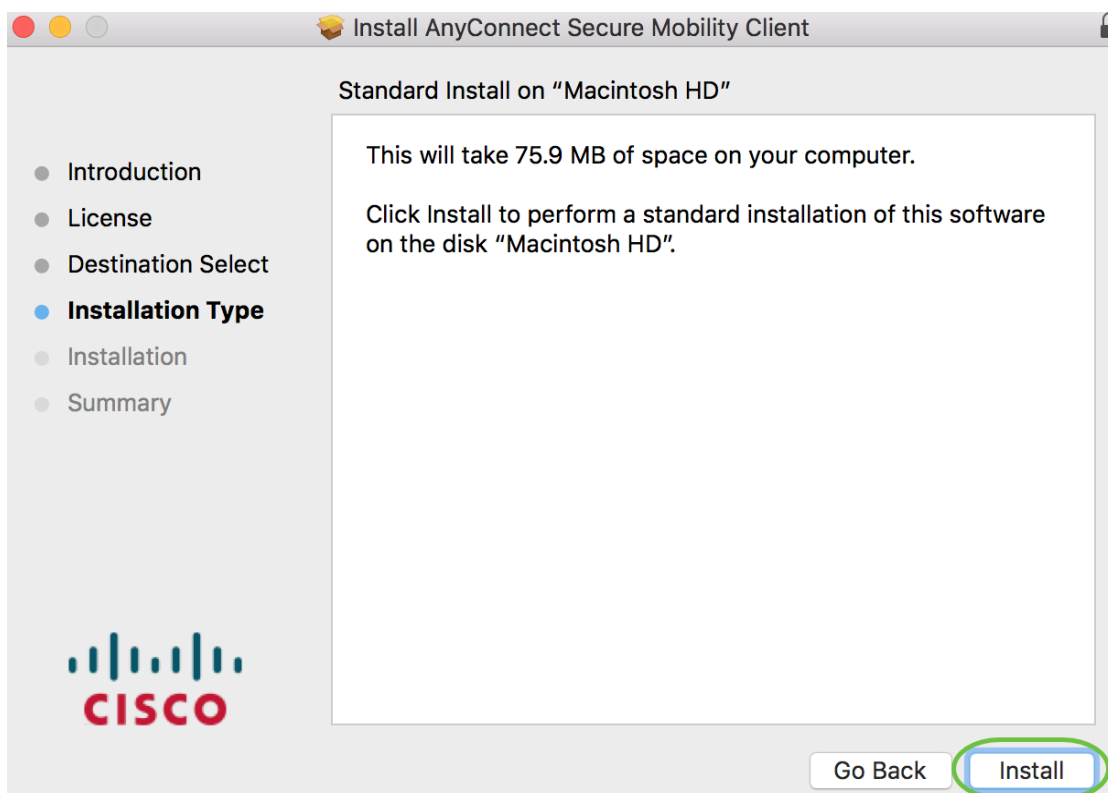 Install AnyConnect Secure Mobility Client
Standard Install on “Macintosh HD”
Introduction
License
Destination Select
Installation Type
Installation
Summary
This will take 75.9 MB of space on your computer.
Click Install to perform a standard installation of this software
on the disk “Macintosh HD”.
CISCO
Go Back
Install